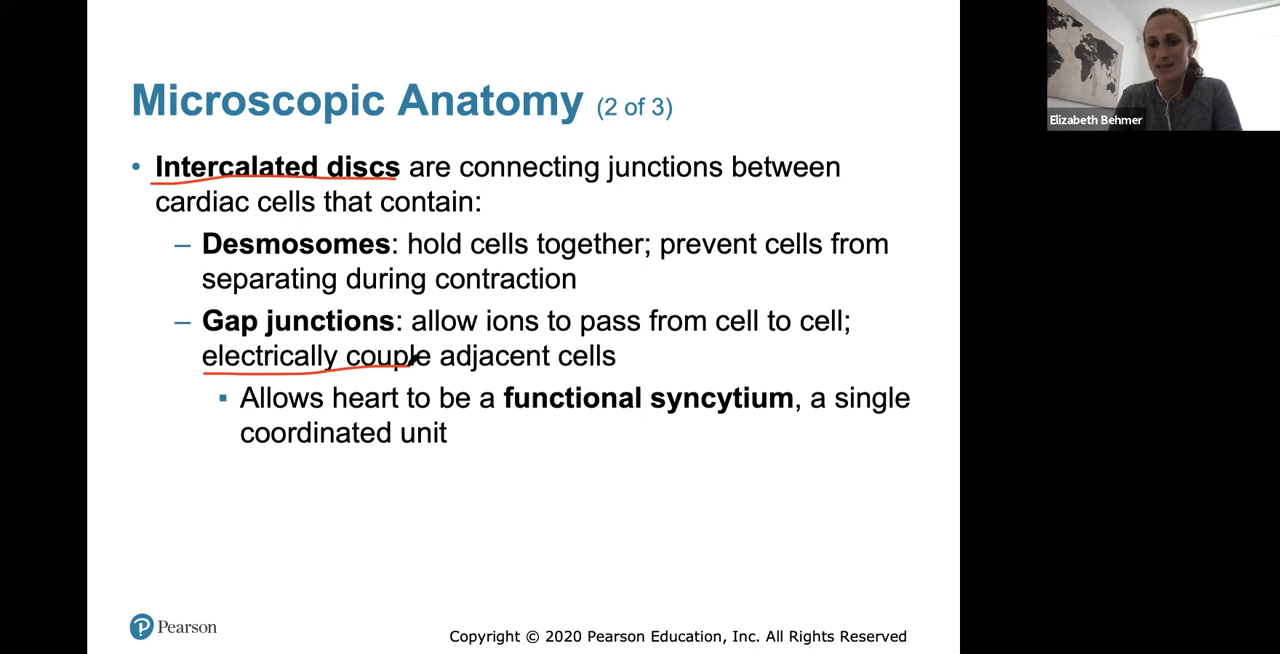 Microscopic Anatomy (2 of 3)
• Intercalated discs are connecting junctions between
cardiac cells that contain:
– Desmosomes: hold cells together; prevent cells from
separating during contraction
– Gap junctions: allow ions to pass from cell to cell;
electrically couple adjacent cells
▪ Allows heart to be a functional syncytium, a single
coordinated unit
Pearson
Copyright © 2020 Pearson Education, Inc. All Rights Reserved
Elizabeth Behmer